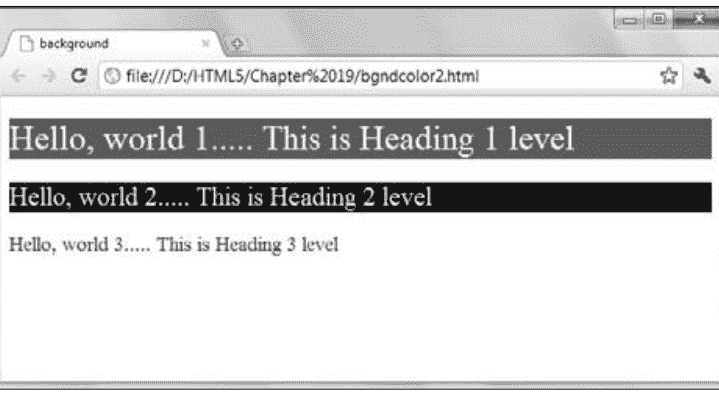 background
file:///D:/HTML5/Chapter%2019/bgndcolor2.html
Hello, world 1..... This is Heading 1 level
Hello, world 2..... This is Heading 2 level
Hello, world 3..... This is Heading 3 level